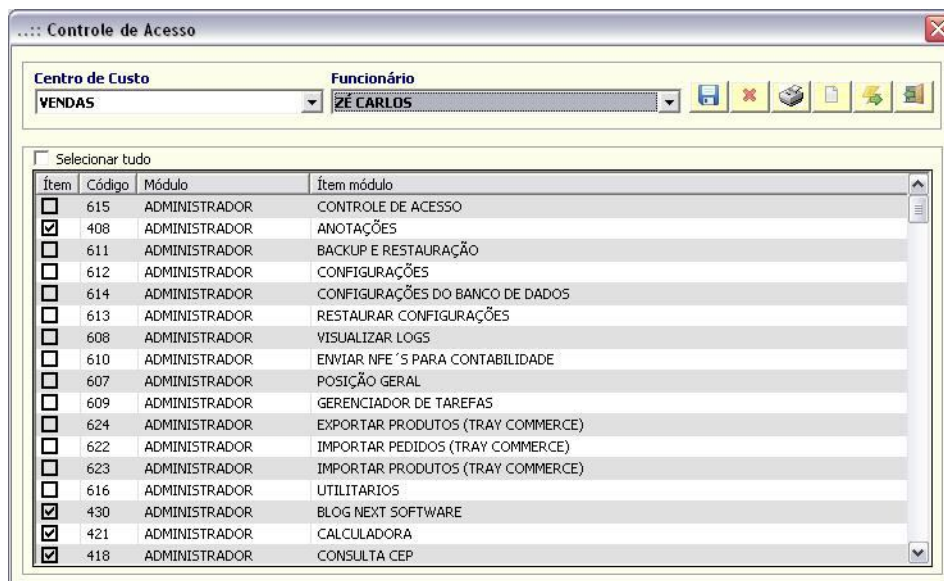 ..:: Controle de Acesso
Centro de Custo Funcionário
VENDAS ZÉ CARLOS
Selecionar tudo
Ítem Código Módulo Ítem módulo
615 ADMINISTRADOR CONTROLE DE ACESSO
408 ADMINISTRADOR ANOTAÇÕES
611 ADMINISTRADOR BACKUP E RESTAURAÇÃO
612 ADMINISTRADOR CONFIGURAÇÕES
614 ADMINISTRADOR CONFIGURAÇÕES DO BANCO DE DADOS
613 ADMINISTRADOR RESTAURAR CONFIGURAÇÕES
608 ADMINISTRADOR VISUALIZAR LOGS
610 ADMINISTRADOR ENVIAR NFE´S PARA CONTABILIDADE
607 ADMINISTRADOR POSIÇÃO GERAL
609 ADMINISTRADOR GERENCIADOR DE TAREFAS
624 ADMINISTRADOR EXPORTAR PRODUTOS (TRAY COMMERCE)
622 ADMINISTRADOR IMPORTAR PEDIDOS (TRAY COMMERCE)
623 ADMINISTRADOR IMPORTAR PRODUTOS (TRAY COMMERCE)
616 ADMINISTRADOR UTILITARIOS
430 ADMINISTRADOR BLOG NEXT SOFTWARE
421 ADMINISTRADOR CALCULADORA
418 ADMINISTRADOR CONSULTA CEP